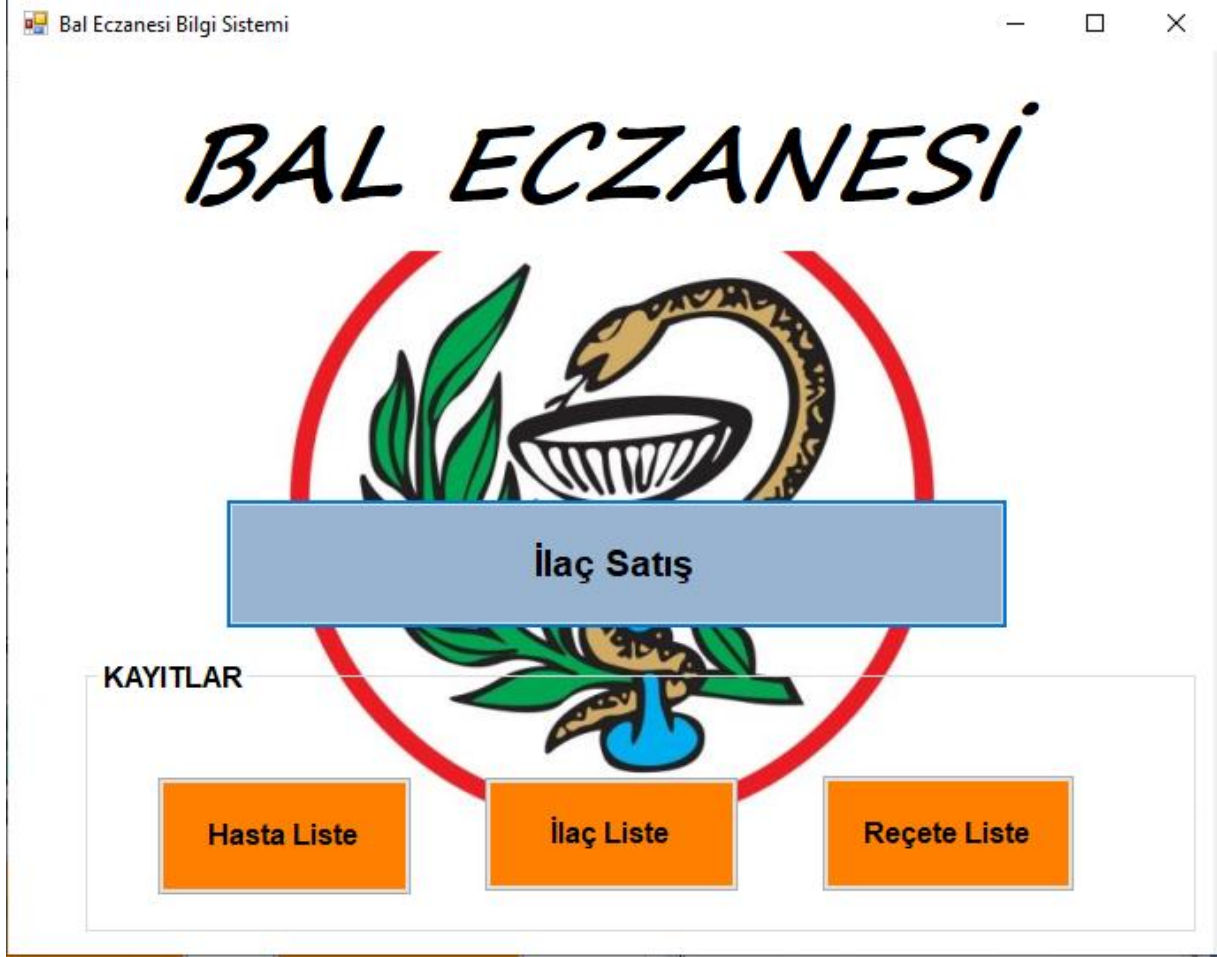 Bal Eczanesi Bilgi Sistemi
BAL ECZANESİ
İlaç Satış
KAYITLAR
Hasta Liste
İlaç Liste
Reçete Liste